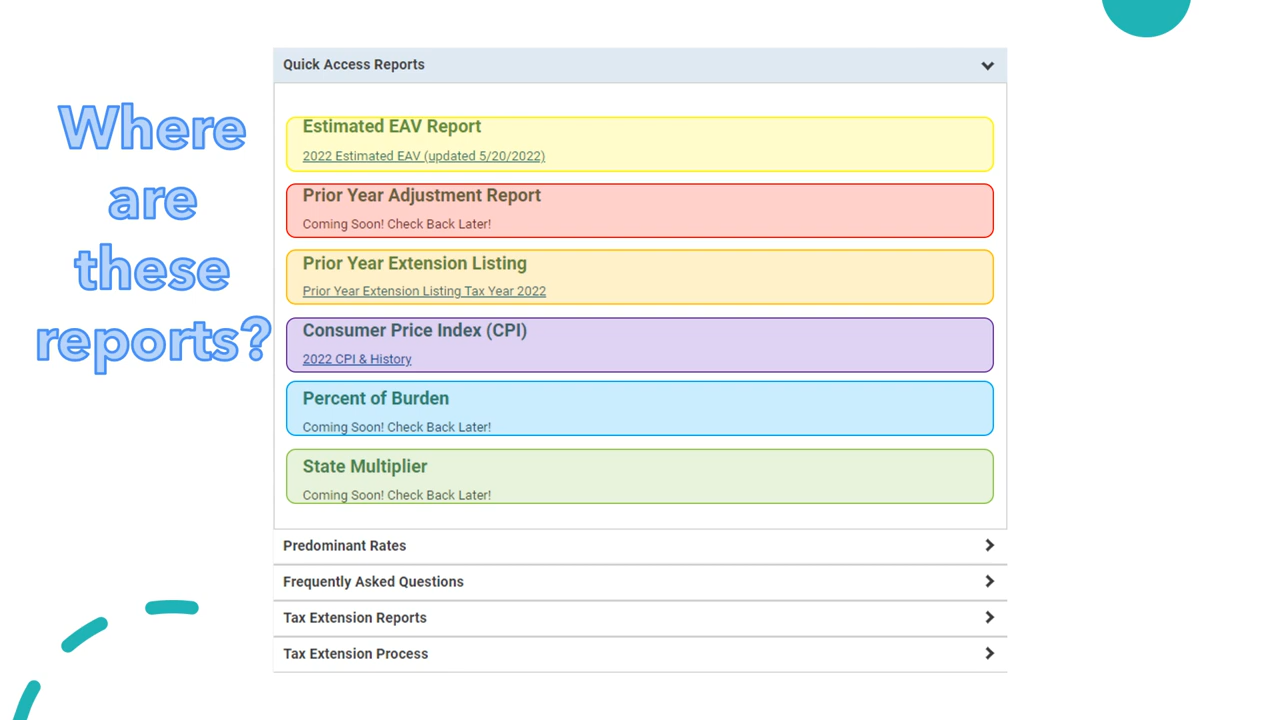 Where
are
these
reports?
Quick Access Reports
Estimated EAV Report
2022 Estimated EAV (updated 5/20/2022)
Prior Year Adjustment Report
Coming Soon! Check Back Later!
Prior Year Extension Listing
Prior Year Extension Listing Tax Year 2022
Consumer Price Index (CPI)
2022 CPI & History
Percent of Burden
Coming Soon! Check Back Later!
State Multiplier
Coming Soon! Check Back Later!
Predominant Rates
Frequently Asked Questions
Tax Extension Reports
Tax Extension Process